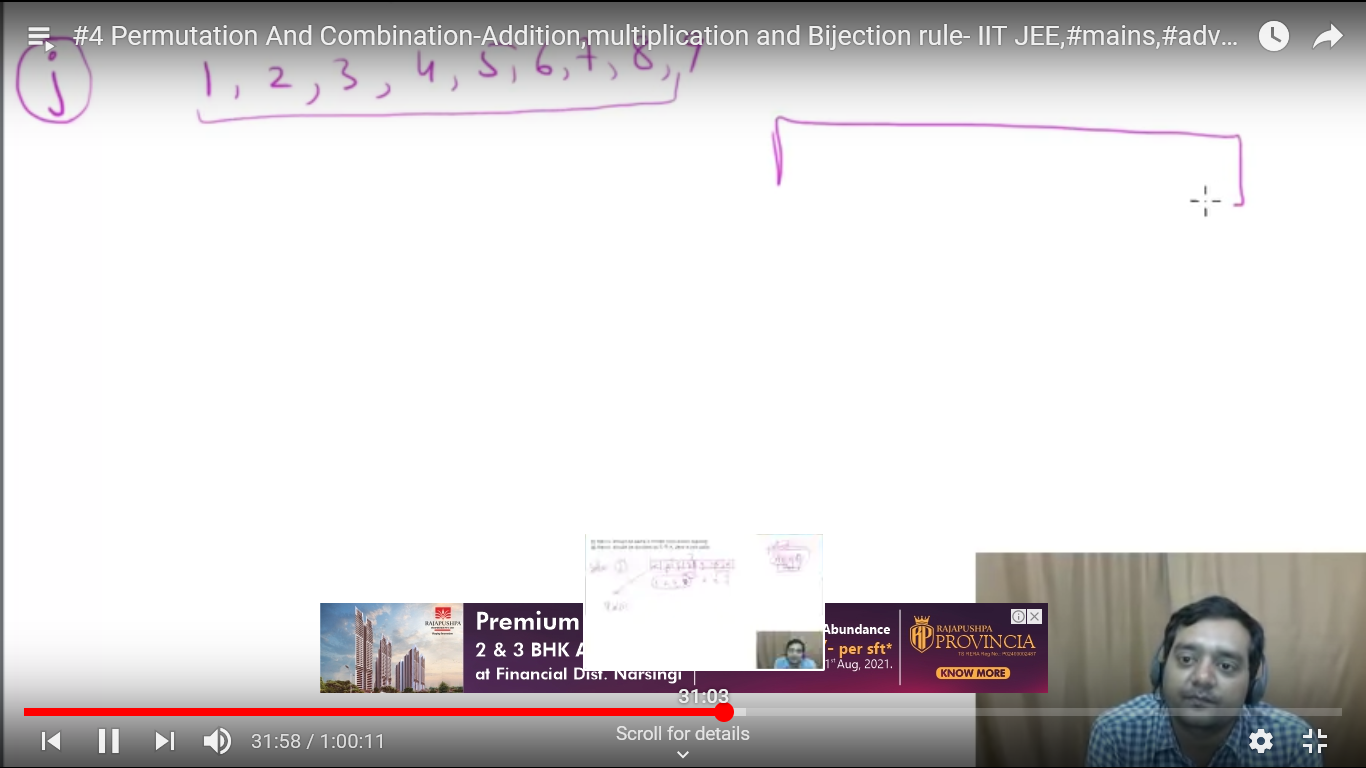 #4 Permutation And Combination-Addition,multiplication and Bijection rule- IIT JEE,#mains,#adv...
j
1, 2, 3, 4, 5, 6, 7, 8, 9
Premium
2 & 3 BHK
at Financial Dist. Narsingi
RAJAPUSHPA
Abundance
/- per sft*
1st Aug, 2021.
RAJAPUSHPA
PROVINCIA
KNOW MORE
31:03
31:58 / 1:00:11
Scroll for details